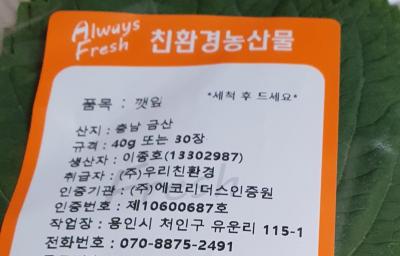 Always Fresh 친환경농산물
품목 : 깻잎 *세척 후 드세요*
산지 : 충남 금산
규격 : 40g 또는 30장
생산자 : 이중호(13302987)
취급자 : (주)우리친환경
인증기관 : (주)에코리더스인증원
인증번호 : 제10600687호
작업장 : 용인시 처인구 유운리 115-1
전화번호 : 070-8875-2491